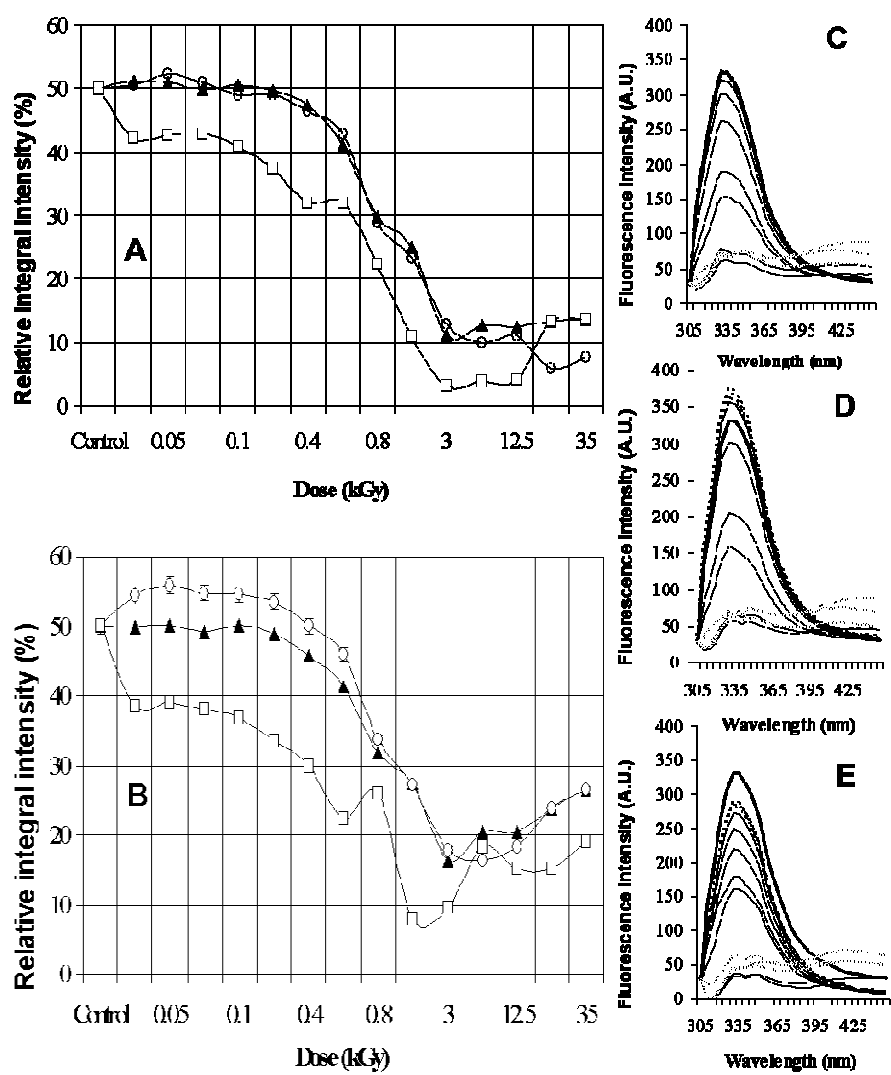 60
50
40
30
20
10
0
Relative Integral Intensity (%)
A
Control 0.05 0.1 0.4 0.8 3 12.5 35
Dose (kGy)
60
50
40
30
20
10
0
Relative integral intensity (%)
B
Control 0.05 0.1 0.4 0.8 3 12.5 35
Dose (kGy)
C
400
350
300
250
200
150
100
50
0
Fluorescence Intensity (A.U.)
305 335 365 395 425
Wavelength (nm)
D
400
350
300
250
200
150
100
50
0
Fluorescence Intensity (A.U.)
305 335 365 395 425
Wavelength (nm)
E
400
350
300
250
200
150
100
50
0
Fluorescence Intensity (A.U.)
305 335 365 395 425
Wavelength (nm)